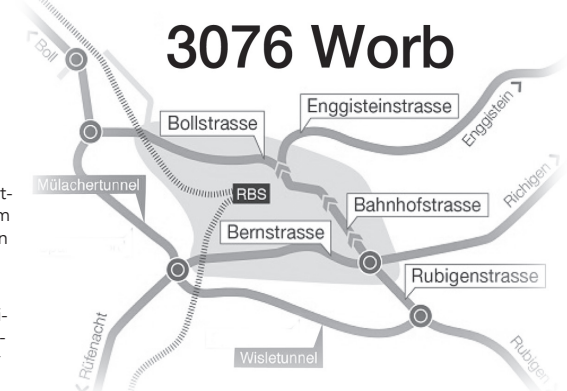 3076 Worb
Boll
Enggisteinstrasse
Enggistein
Bollstrasse
Mülachertunnel
RBS
Bahnhofstrasse
Richigen
Bernstrasse
Rubigenstrasse
Rüfenacht
Wisletunnel
Rubigen